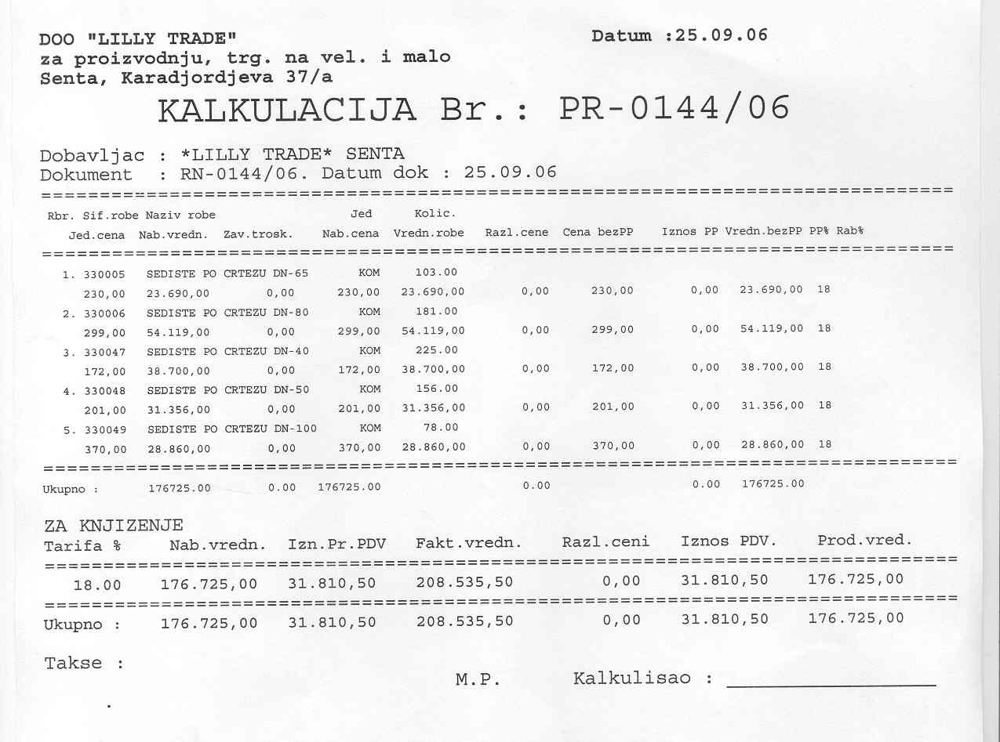 DOO "LILLY TRADE" Datum :25.09.06
za proizvodnju, trg. na vel. i malo
Senta, Karadjordjeva 37/a
KALKULACIJA Br.: PR-0144/06
Dobavljac : *LILLY TRADE* SENTA
Dokument : RN-0144/06. Datum dok : 25.09.06
================================================================================
Rbr. Sif.robe Naziv robe Jed Kolic.
Jed.cena Nab.vredn. Zav.trosk. Nab.cena Vredn.robe Razl.cene Cena bezPP Iznos PP Vredn.bezPP PP% Rab%
================================================================================
1. 330005 SEDISTE PO CRTEZU DN-65 KOM 103.00
230,00 23.690,00 0,00 230,00 23.690,00 0,00 230,00 0,00 23.690,00 18
2. 330006 SEDISTE PO CRTEZU DN-80 KOM 181.00
299,00 54.119,00 0,00 299,00 54.119,00 0,00 299,00 0,00 54.119,00 18
3. 330047 SEDISTE PO CRTEZU DN-40 KOM 225.00
172,00 38.700,00 0,00 172,00 38.700,00 0,00 172,00 0,00 38.700,00 18
4. 330048 SEDISTE PO CRTEZU DN-50 KOM 156.00
201,00 31.356,00 0,00 201,00 31.356,00 0,00 201,00 0,00 31.356,00 18
5. 330049 SEDISTE PO CRTEZU DN-100 KOM 78.00
370,00 28.860,00 0,00 370,00 28.860,00 0,00 370,00 0,00 28.860,00 18
================================================================================
Ukupno : 176725.00 0.00 176725.00 0.00 0.00 176725.00
ZA KNJIZENJE
Tarifa % Nab.vredn. Izn.Pr.PDV Fakt.vredn. Razl.ceni Iznos PDV. Prod.vred.
================================================================================
18.00 176.725,00 31.810,50 208.535,50 0,00 31.810,50 176.725,00
================================================================================
Ukupno : 176.725,00 31.810,50 208.535,50 0,00 31.810,50 176.725,00
Takse :
M.P. Kalkulisao : ____________________